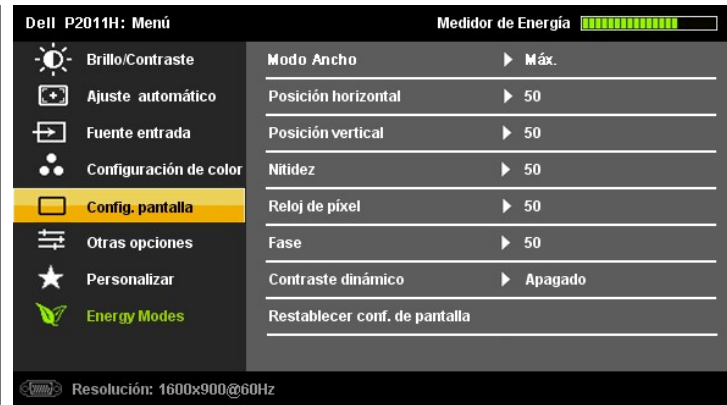 Dell P2011H: Menú
Medidor de Energía
Brillo/Contraste
Modo Ancho Máx.
Ajuste automático
Posición horizontal 50
Fuente entrada
Posición vertical 50
Configuración de color
Nitidez 50
Config. pantalla
Reloj de píxel 50
Otras opciones
Fase 50
Personalizar
Contraste dinámico Apagado
Energy Modes
Restablecer conf. de pantalla
Resolución: 1600x900@60Hz